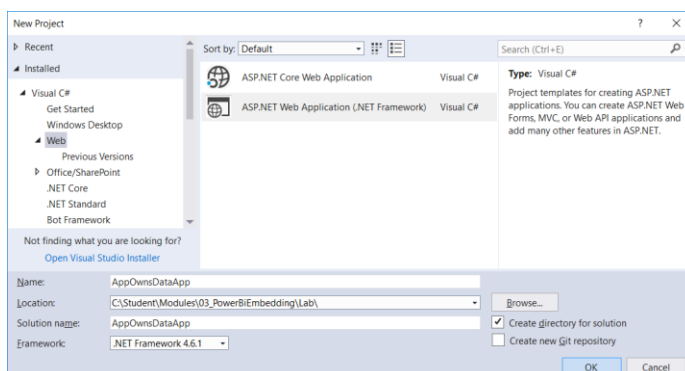 New Project
Recent
Installed
Visual C#
Get Started
Windows Desktop
Web
Previous Versions
Office/SharePoint
.NET Core
.NET Standard
Bot Framework
Not finding what you are looking for?
Open Visual Studio Installer
Sort by: Default
ASP.NET Core Web Application Visual C#
ASP.NET Web Application (.NET Framework) Visual C#
Search (Ctrl+E)
Type: Visual C#
Project templates for creating ASP.NET
applications. You can create ASP.NET Web
Forms, MVC, or Web API applications and
add many other features in ASP.NET.
Name: AppOwnsDataApp
Location: C:\Student\Modules\03_PowerBiEmbedding\Lab\
Browse...
Solution name: AppOwnsDataApp
Create directory for solution
Framework: .NET Framework 4.6.1
Create new Git repository
OK Cancel